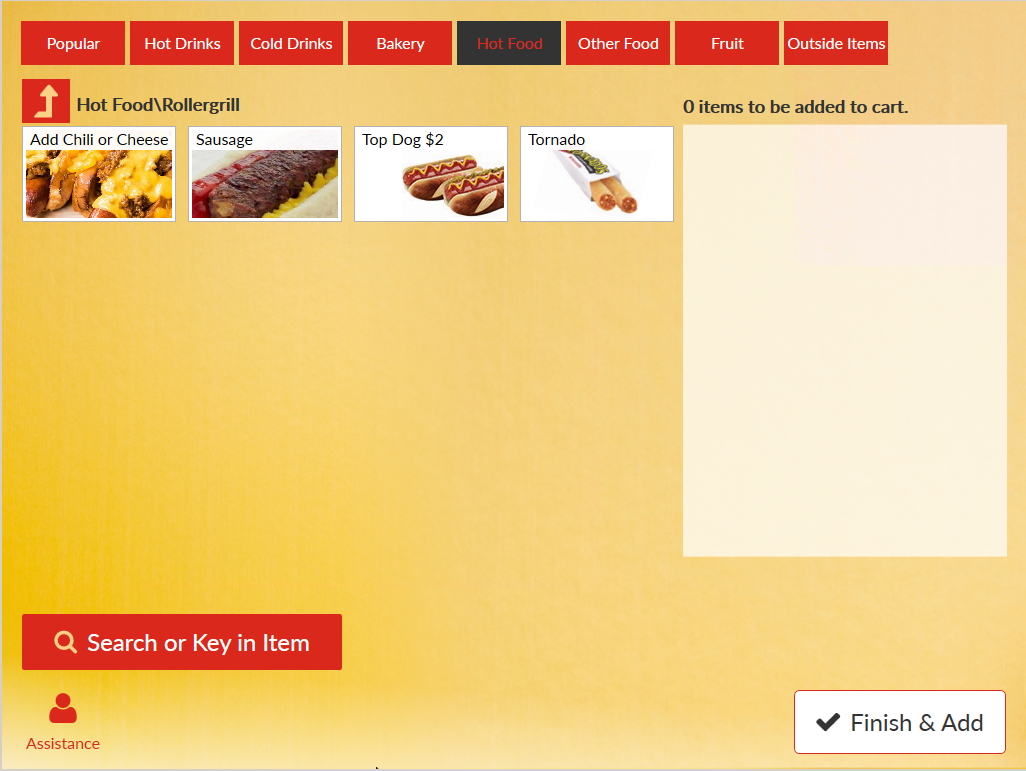 Popular
Hot Drinks
Cold Drinks
Bakery
Hot Food
Other Food
Fruit
Outside Items
Hot Food\Rollergrill
0 items to be added to cart.
Add Chili or Cheese
Sausage
Top Dog $2
Tornado
Search or Key in Item
Assistance
Finish & Add